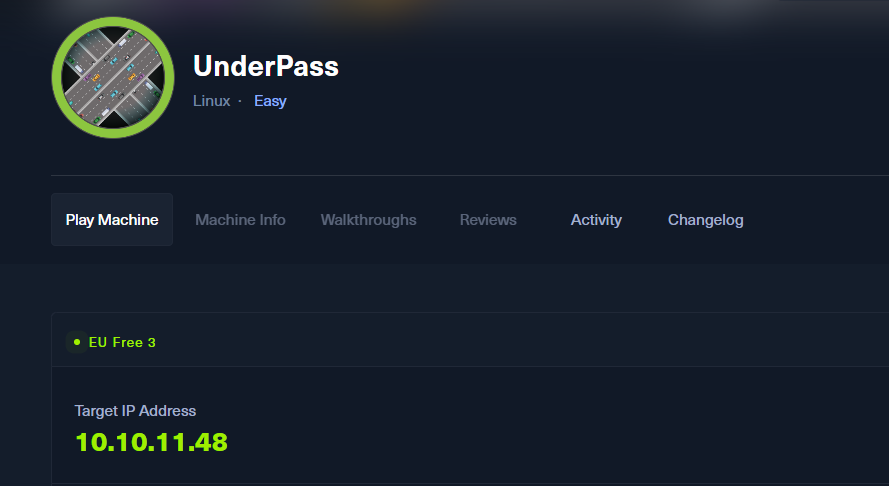 UnderPass
Linux · Easy
Play Machine Machine Info Walkthroughs Reviews Activity Changelog
EU Free 3
Target IP Address
10.10.11.48